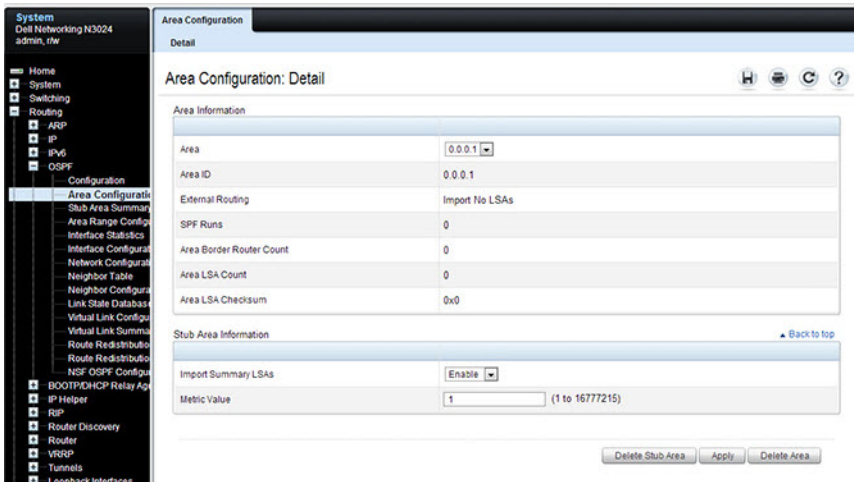 System
Dell Networking N3024
admin, r/w
Home
System
Switching
Routing
ARP
IP
IPv6
OSPF
Configuration
Area Configuratio
Stub Area Summary
Area Range Configu
Interface Statistics
Interface Configurat
Network Configurati
Neighbor Table
Neighbor Configura
Link State Database
Virtual Link Configu
Virtual Link Summa
Route Redistributio
Route Redistributio
NSF OSPF Configur
BOOTP/DHCP Relay Age
IP Helper
RIP
Router Discovery
Router
VRRP
Tunnels
Loopback Interfaces
Area Configuration
Detail
Area Configuration: Detail
Area Information
Area 0.0.0.1
Area ID 0.0.0.1
External Routing Import No LSAs
SPF Runs 0
Area Border Router Count 0
Area LSA Count 0
Area LSA Checksum 0x0
Stub Area Information Back to top
Import Summary LSAs Enable
Metric Value 1 (1 to 16777215)
Delete Stub Area Apply Delete Area